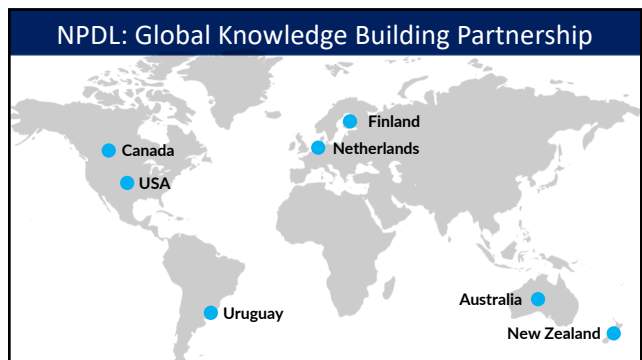 NPDL: Global Knowledge Building Partnership
Finland
Canada
Netherlands
USA
Australia
Uruguay
New Zealand